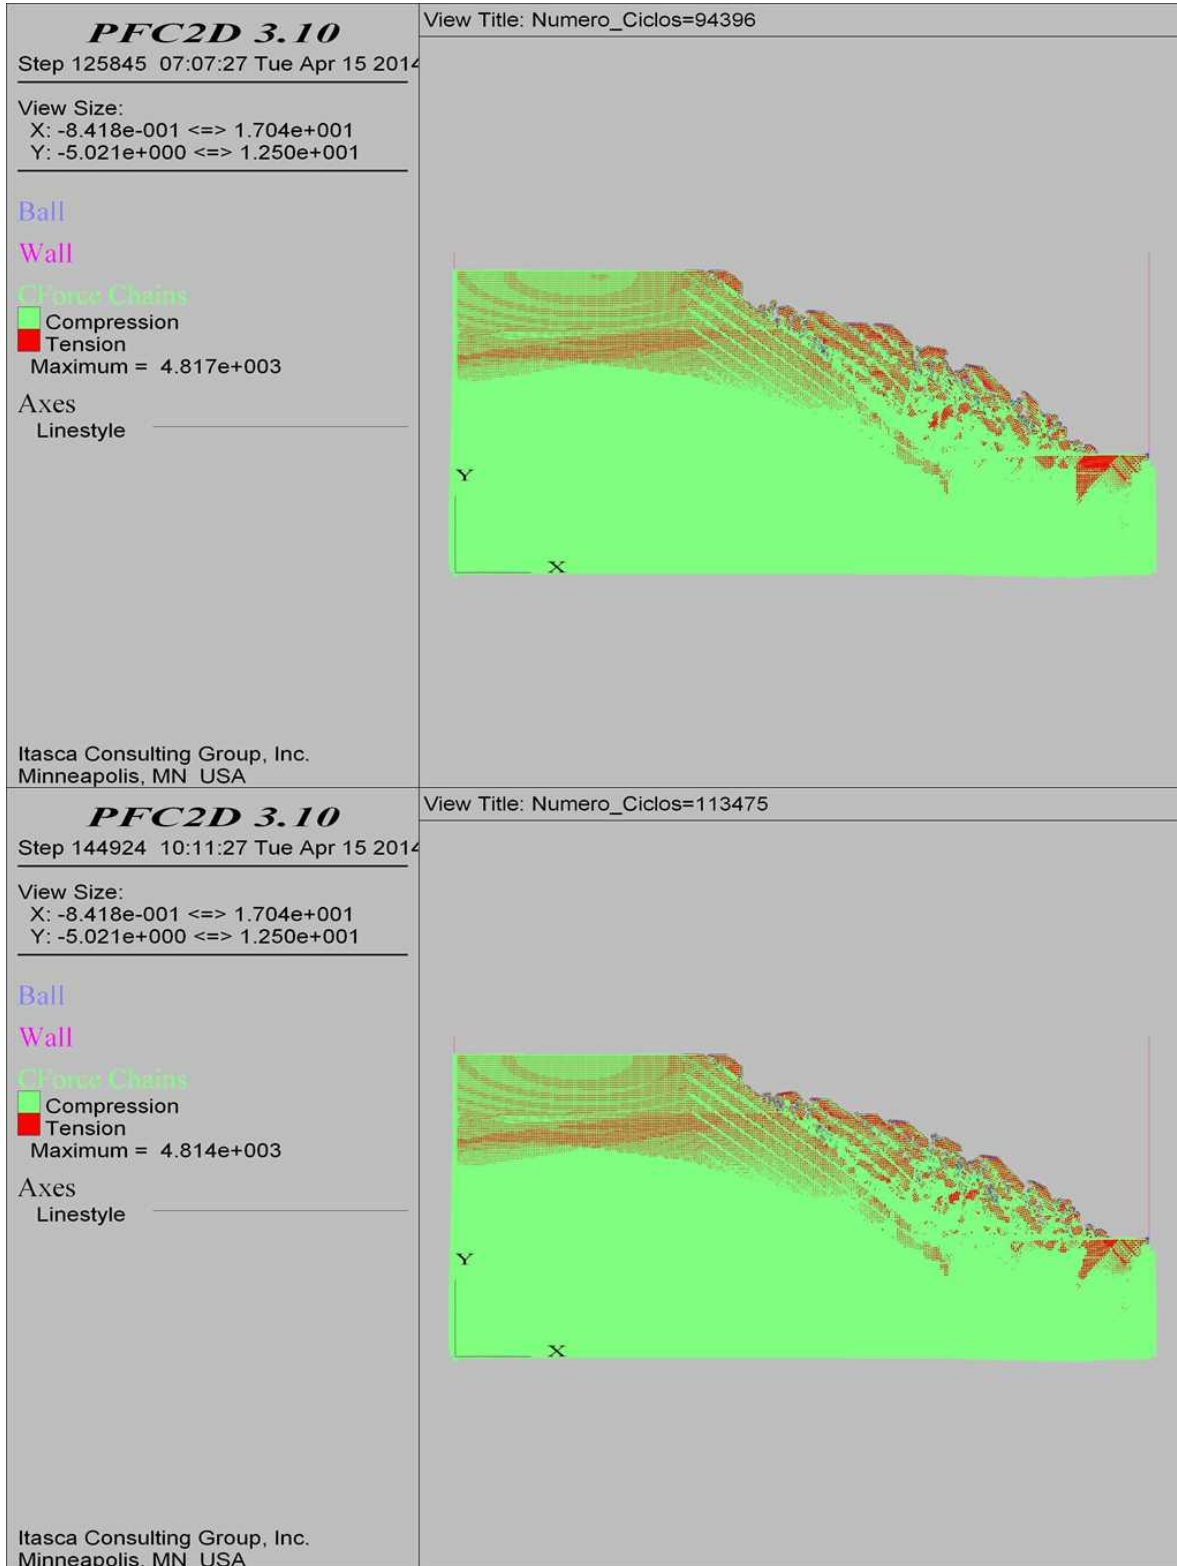 PFC2D 3.10
Step 125845 07:07:27 Tue Apr 15 2014
View Size:
X: -8.418e-001 <=> 1.704e+001
Y: -5.021e+000 <=> 1.250e+001
Ball
Wall
CForce Chains
Compression
Tension
Maximum = 4.817e+003
Axes
Linestyle
Itasca Consulting Group, Inc.
Minneapolis, MN USA
View Title: Numero_Ciclos=94396
Y
X
PFC2D 3.10
Step 144924 10:11:27 Tue Apr 15 2014
View Size:
X: -8.418e-001 <=> 1.704e+001
Y: -5.021e+000 <=> 1.250e+001
Ball
Wall
CForce Chains
Compression
Tension
Maximum = 4.814e+003
Axes
Linestyle
Itasca Consulting Group, Inc.
Minneapolis, MN USA
View Title: Numero_Ciclos=113475
Y
X